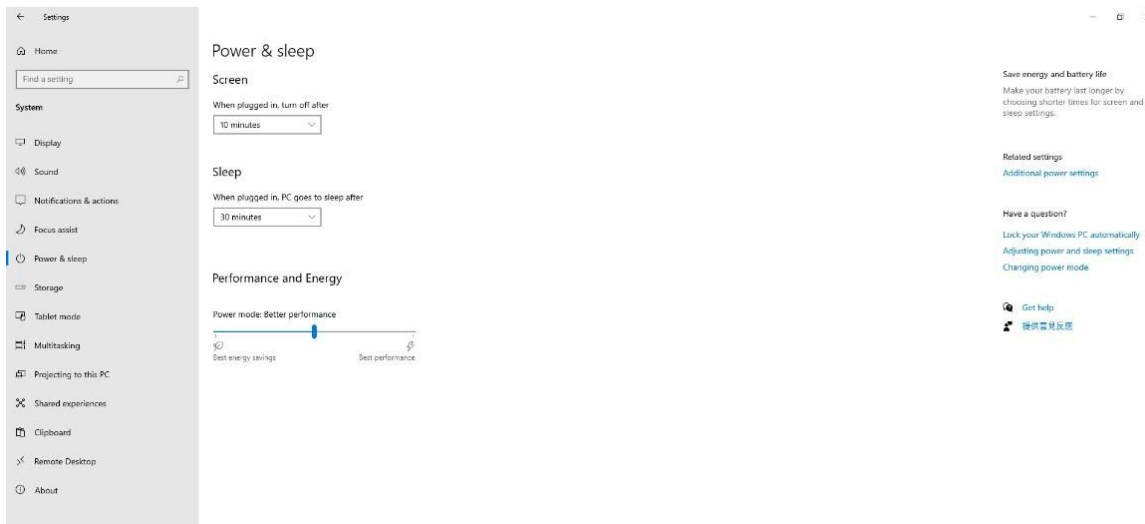 Settings
Home
Find a setting
System
Display
Sound
Notifications & actions
Focus assist
Power & sleep
Storage
Tablet mode
Multitasking
Projecting to this PC
Shared experiences
Clipboard
Remote Desktop
About
Power & sleep
Screen
When plugged in, turn off after
10 minutes
Sleep
When plugged in, PC goes to sleep after
30 minutes
Performance and Energy
Power mode: Better performance
Best energy savings
Best performance
Save energy and battery life
Make your battery last longer by
choosing shorter times for screen and
sleep settings.
Related settings
Additional power settings
Have a question?
Lock your Windows PC automatically
Adjusting power and sleep settings
Changing power mode
Get help
提供意見反應